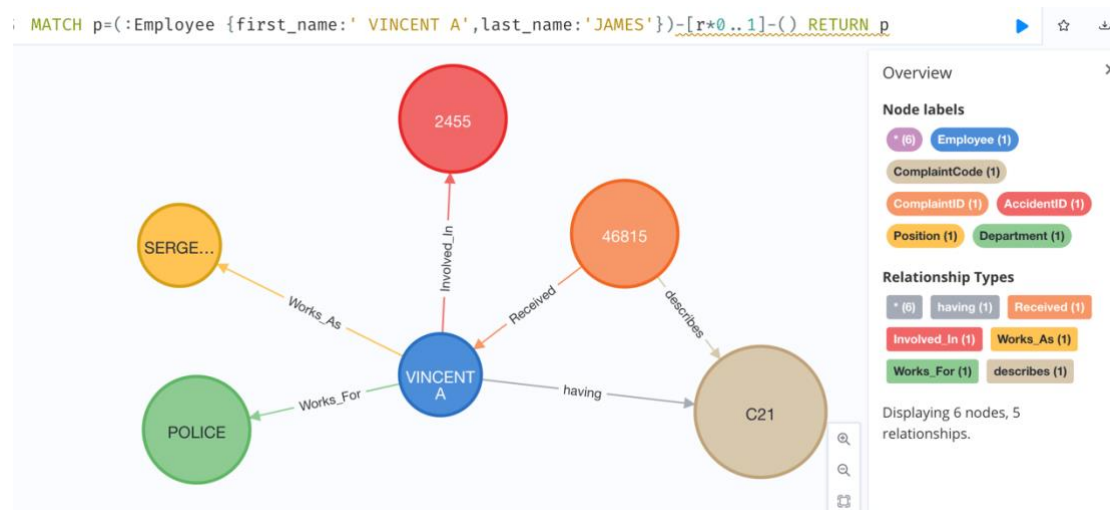 MATCH p=(:Employee {first_name:' VINCENT A',last_name:'JAMES'})-[r*0..1]-() RETURN p
Overview
Node labels
* (6) Employee (1)
ComplaintCode (1)
ComplaintID (1) AccidentID (1)
Position (1) Department (1)
Relationship Types
* (6) having (1) Received (1)
Involved_In (1) Works_As (1)
Works_For (1) describes (1)
Displaying 6 nodes, 5
relationships.
2455
46815
SERGE...
Involved_In
Received
describes
Works_As
VINCENT
A
having
Works_For
C21
POLICE